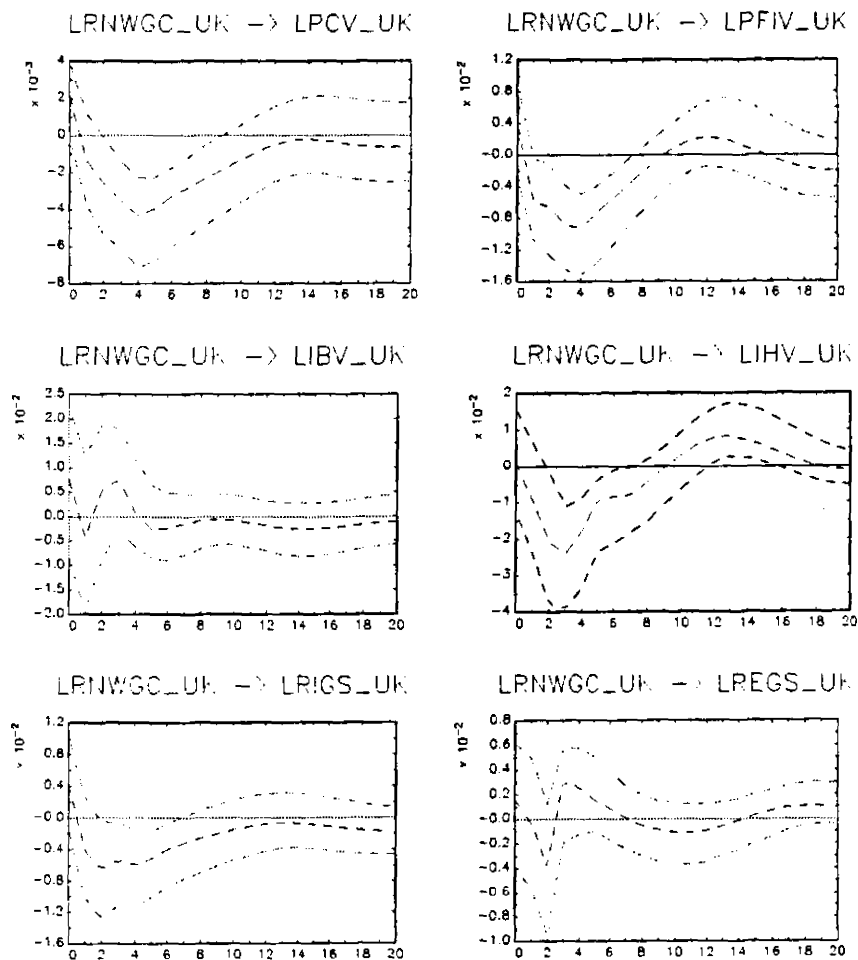 LRNWGC_UK -> LPCV_UK
x 10⁻³
4
2
0
-2
-4
-6
-8
0 2 4 6 8 10 12 14 16 18 20
LRNWGC_UK -> LPFIV_UK
x 10⁻²
1.2
0.8
0.4
-0.0
-0.4
-0.8
-1.2
-1.6
0 2 4 6 8 10 12 14 16 18 20
LRNWGC_UK -> LIBV_UK
x 10⁻²
2.5
2.0
1.5
1.0
0.5
0.0
-0.5
-1.0
-1.5
-2.0
0 2 4 6 8 10 12 14 16 18 20
LRNWGC_UK -> LIHV_UK
x 10⁻²
2
1
0
-1
-2
-3
-4
0 2 4 6 8 10 12 14 16 18 20
LRNWGC_UK -> LRIGS_UK
x 10⁻²
1.2
0.8
0.4
-0.0
-0.4
-0.8
-1.2
-1.6
0 2 4 6 8 10 12 14 16 18 20
LRNWGC_UK -> LREGS_UK
x 10⁻²
0.8
0.6
0.4
0.2
-0.0
-0.2
-0.4
-0.6
-0.8
-1.0
0 2 4 6 8 10 12 14 16 18 20